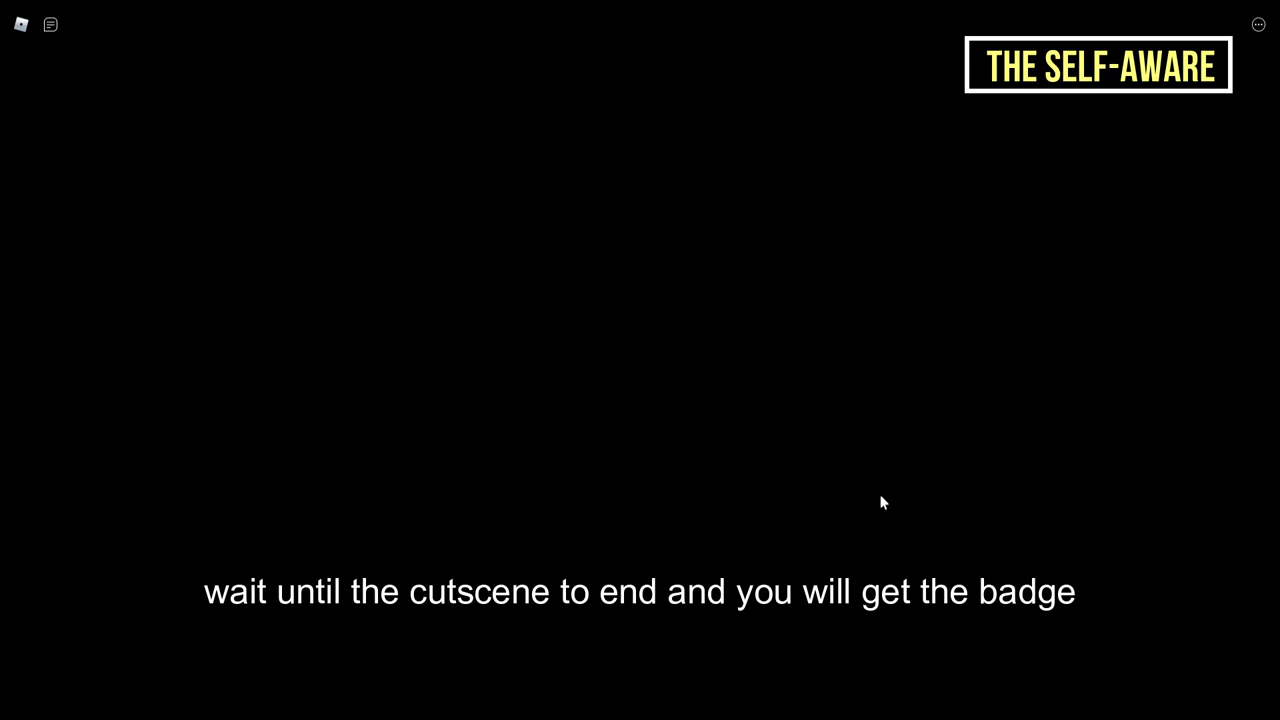 THE SELF-AWARE
wait until the cutscene to end and you will get the badge